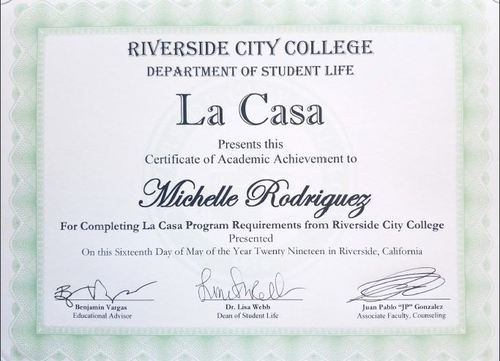 RIVERSIDE CITY COLLEGE
DEPARTMENT OF STUDENT LIFE
La Casa
Presents this
Certificate of Academic Achievement to
Michelle Rodriguez
For Completing La Casa Program Requirements from Riverside City College
Presented
On this Sixteenth Day of May of the Year Twenty Nineteen in Riverside, California
Benjamin Vargas
Educational Advisor
Dr. Lisa Webb
Dean of Student Life
Juan Pablo "JP" Gonzalez
Associate Faculty, Counseling